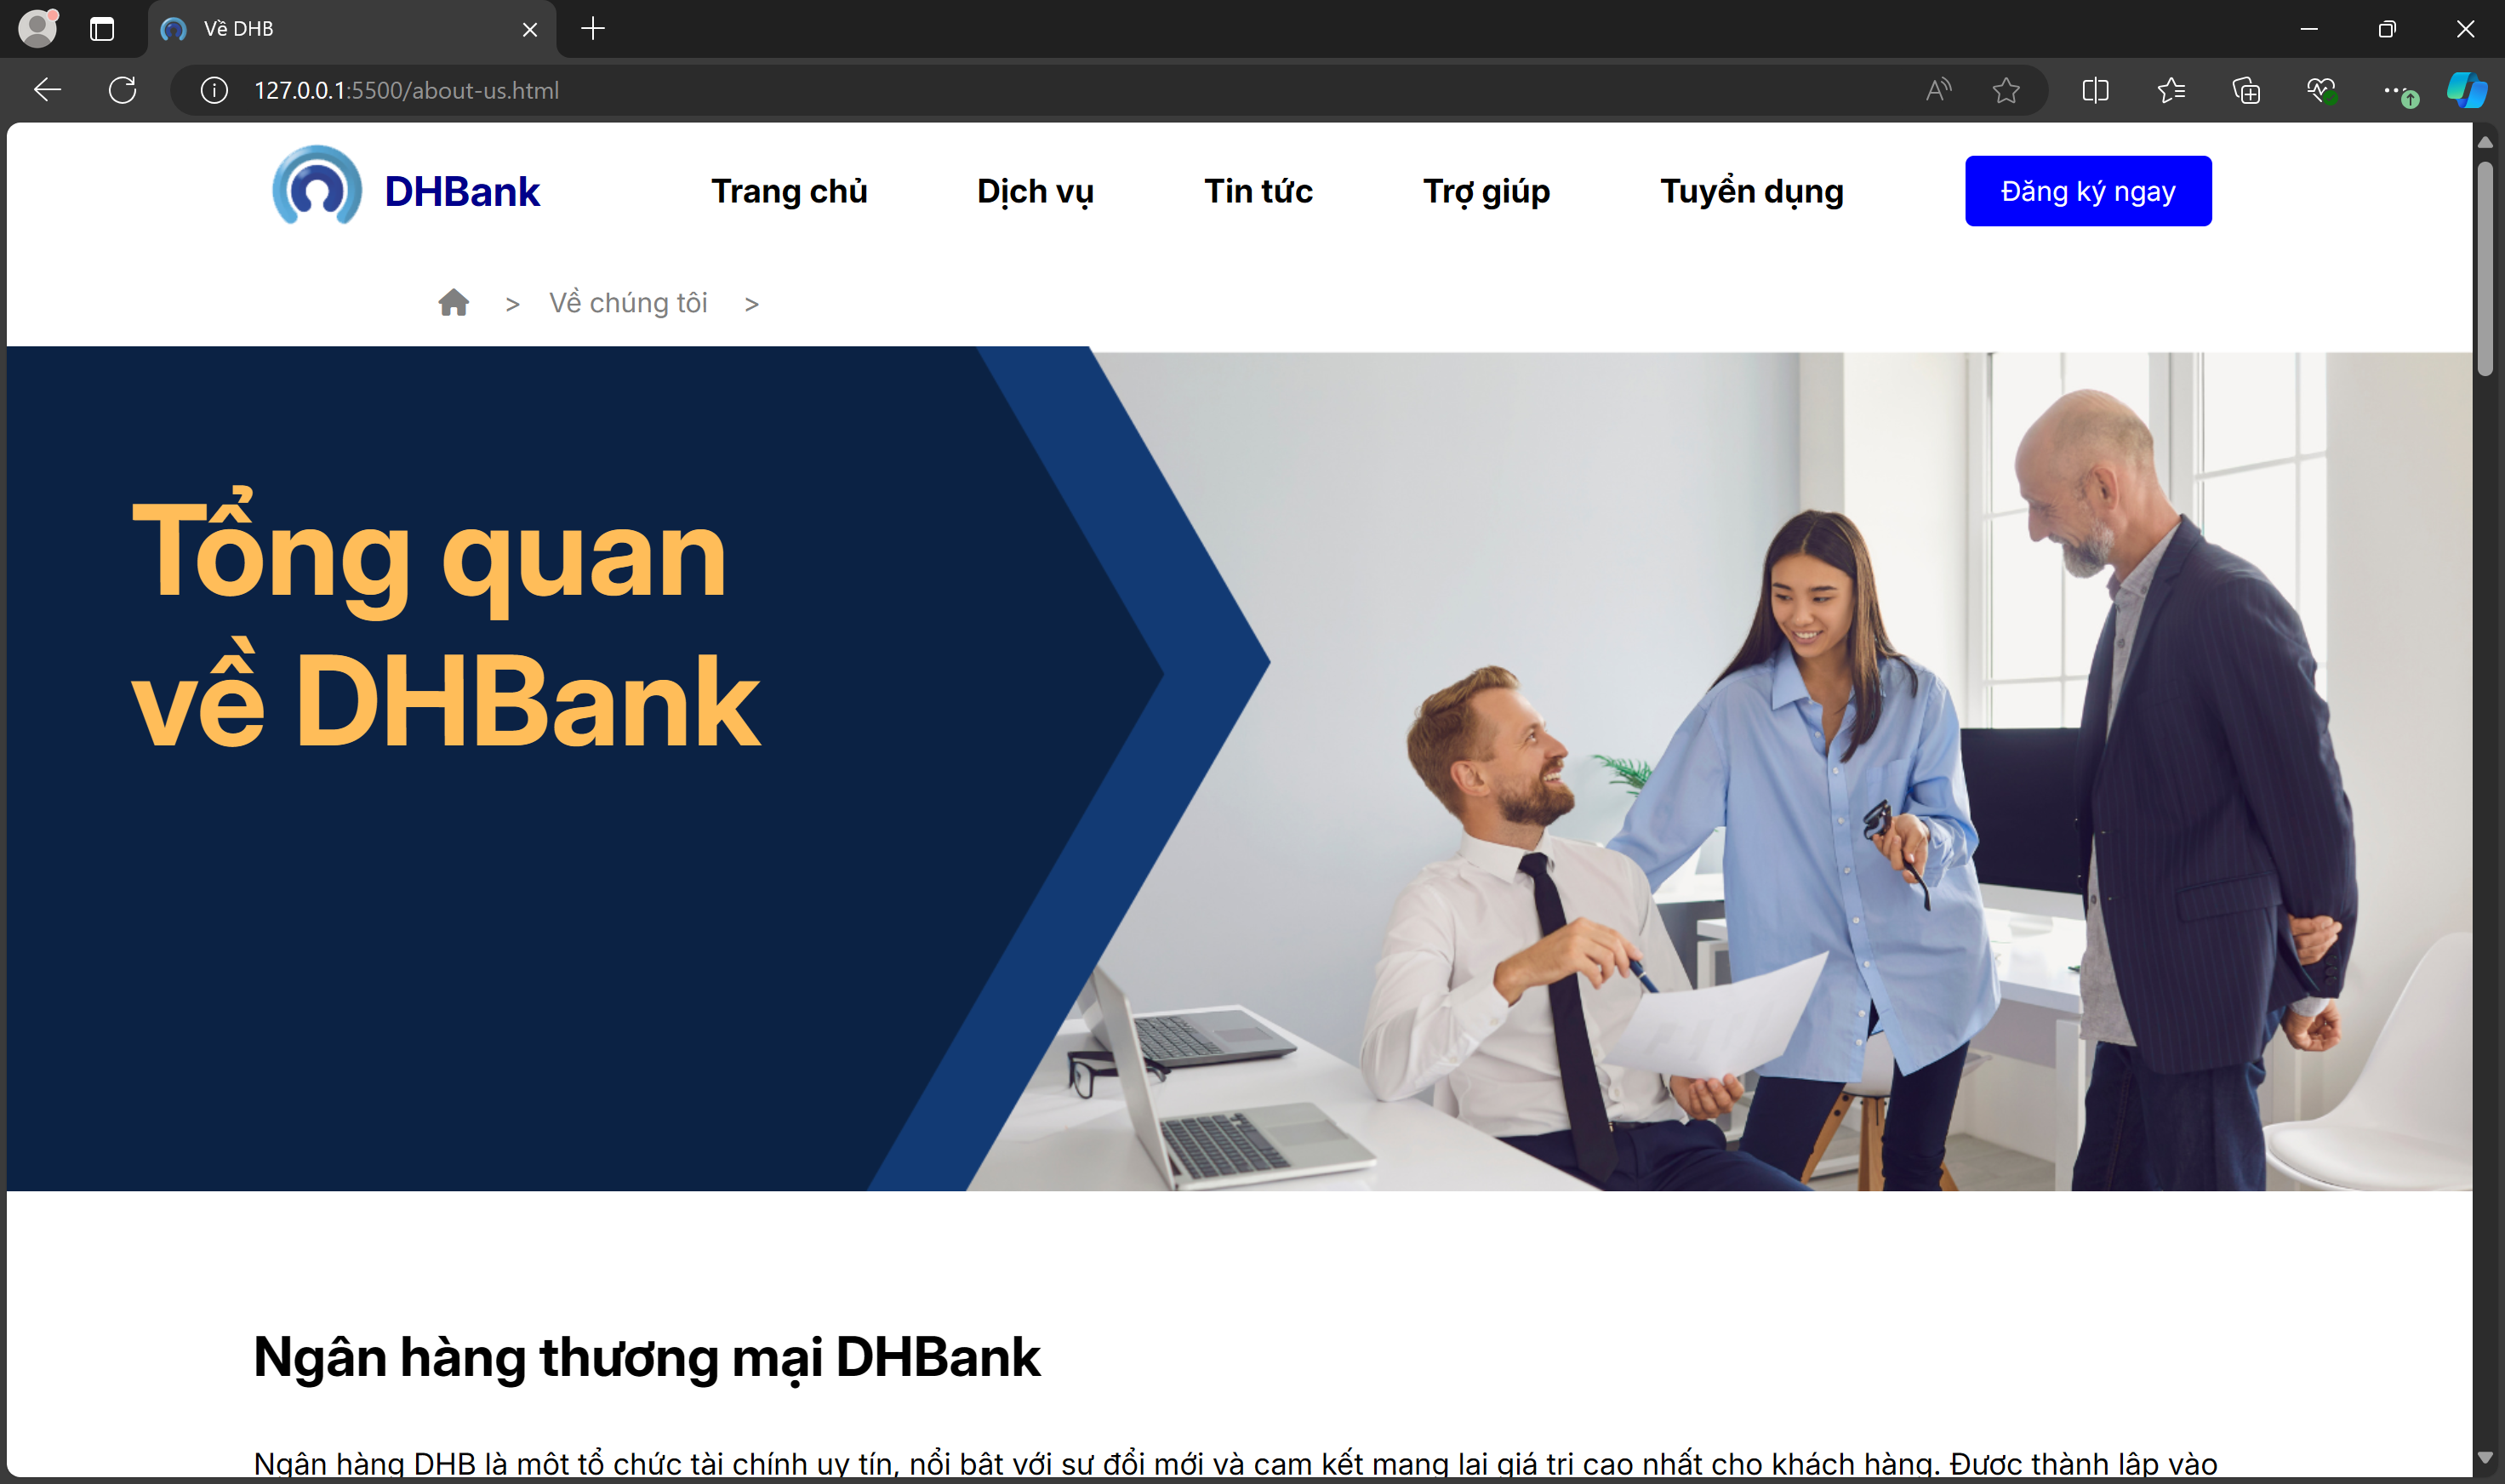 Về DHB
127.0.0.1:5500/about-us.html
DHBank Trang chủ Dịch vụ Tin tức Trợ giúp Tuyển dụng Đăng ký ngay
> Về chúng tôi >
Tổng quan
về DHBank
Ngân hàng thương mại DHBank
Ngân hàng DHB là một tổ chức tài chính uy tín, nổi bật với sự đổi mới và cam kết mang lại giá trị cao nhất cho khách hàng. Được thành lập vào